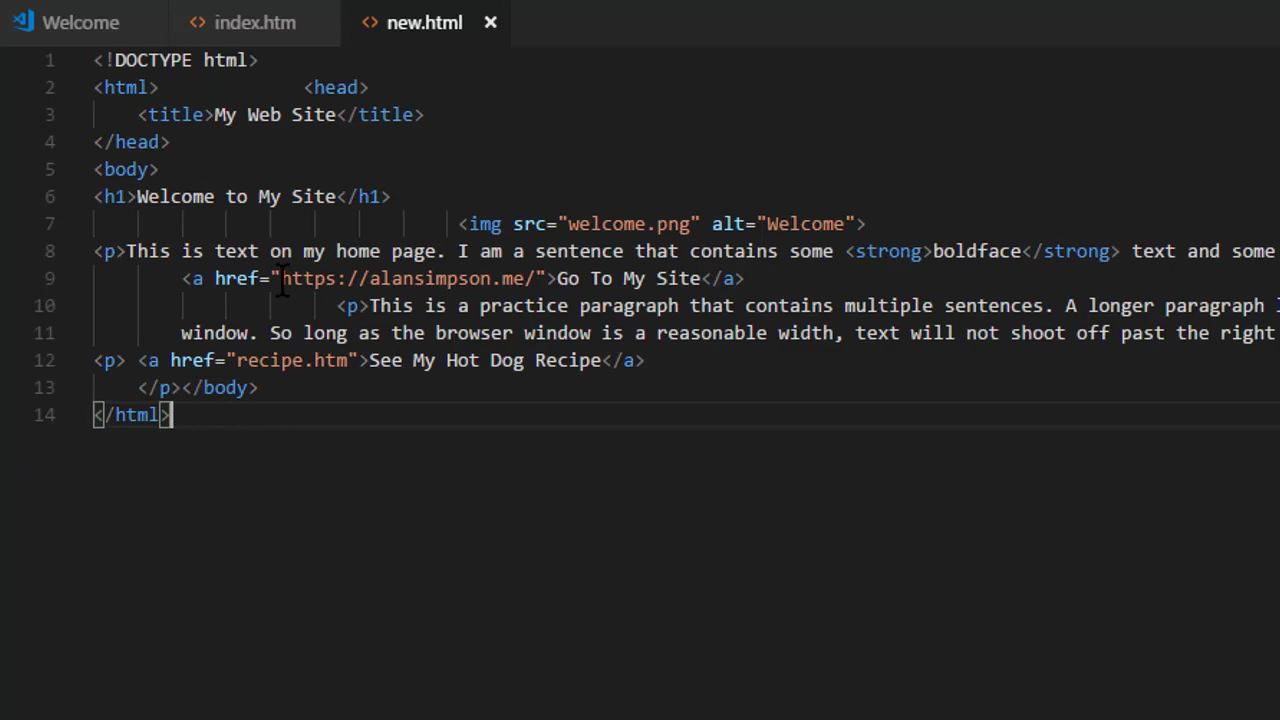 Welcome index.htm new.html
1 <!DOCTYPE html>
2 <html> <head>
3 <title>My Web Site</title>
4 </head>
5 <body>
6 <h1>Welcome to My Site</h1>
7 <img src="welcome.png" alt="Welcome">
8 <p>This is text on my home page. I am a sentence that contains some <strong>boldface</strong> text and some
9 <a href="https://alansimpson.me/">Go To My Site</a>
10 <p>This is a practice paragraph that contains multiple sentences. A longer paragraph
11 window. So long as the browser window is a reasonable width, text will not shoot off past the right
12 <p> <a href="recipe.htm">See My Hot Dog Recipe</a>
13 </p></body>
14 </html>